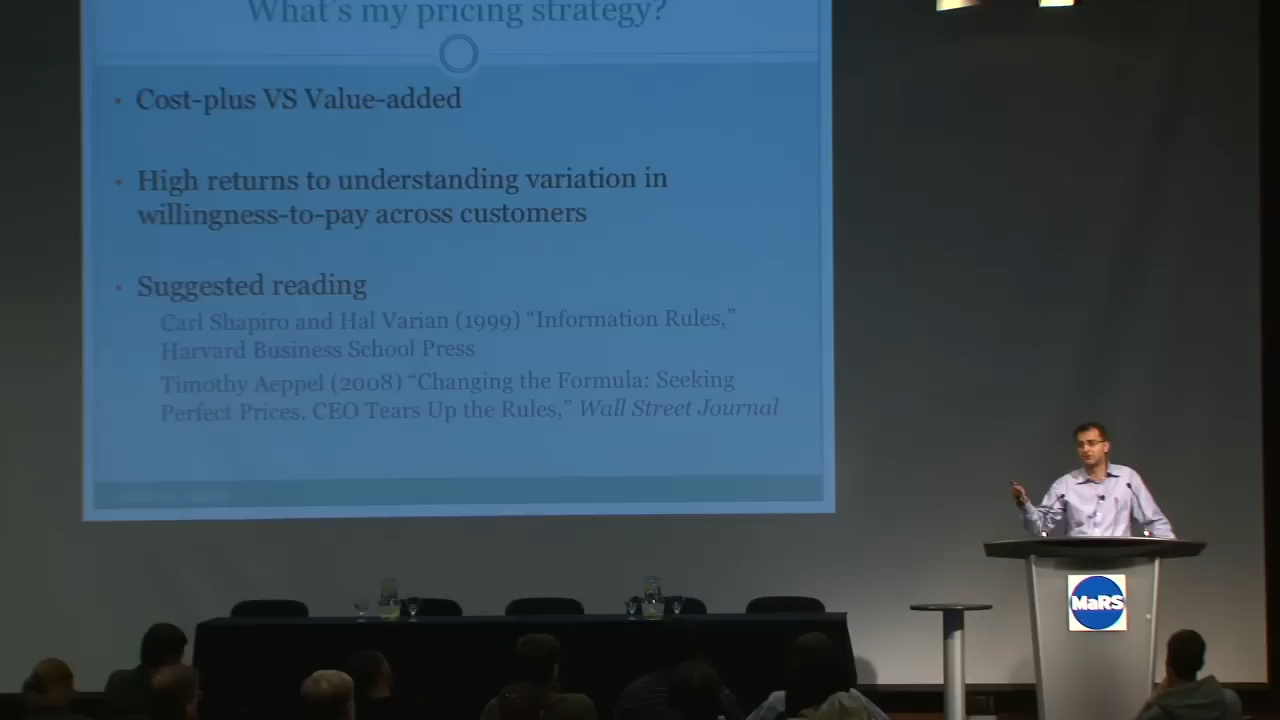 What's my pricing strategy?
• Cost-plus VS Value-added
• High returns to understanding variation in
willingness-to-pay across customers
• Suggested reading
Carl Shapiro and Hal Varian (1999) “Information Rules,”
Harvard Business School Press
Timothy Aeppel (2008) “Changing the Formula: Seeking
Perfect Prices, CEO Tears Up the Rules,” Wall Street Journal
MaRS